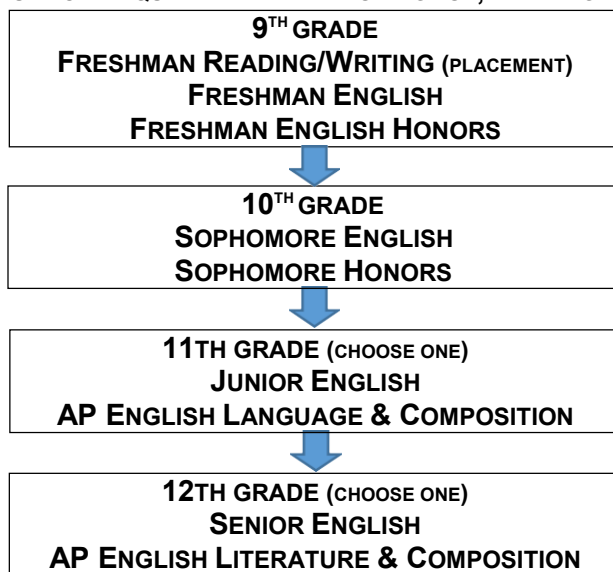 9TH GRADE
FRESHMAN READING/WRITING (PLACEMENT)
FRESHMAN ENGLISH
FRESHMAN ENGLISH HONORS
10TH GRADE
SOPHOMORE ENGLISH
SOPHOMORE HONORS
11TH GRADE (CHOOSE ONE)
JUNIOR ENGLISH
AP ENGLISH LANGUAGE & COMPOSITION
12TH GRADE (CHOOSE ONE)
SENIOR ENGLISH
AP ENGLISH LITERATURE & COMPOSITION